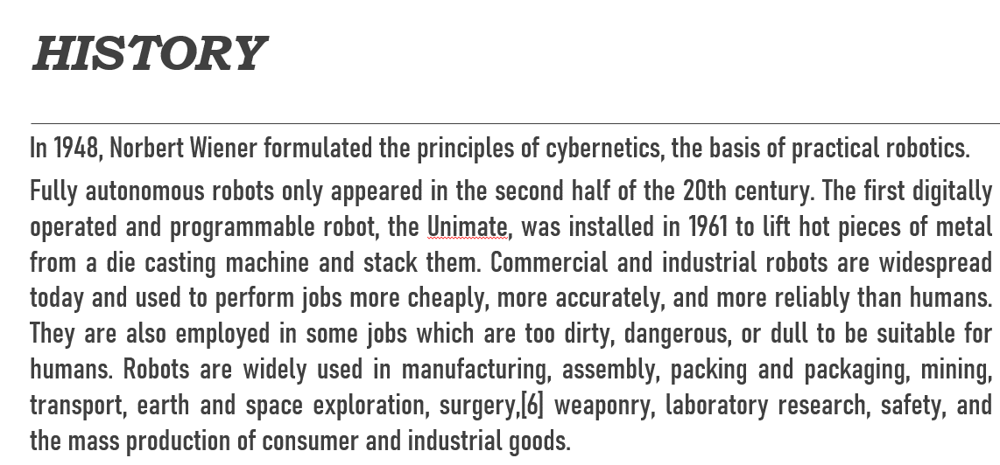 HISTORY
In 1948, Norbert Wiener formulated the principles of cybernetics, the basis of practical robotics.
Fully autonomous robots only appeared in the second half of the 20th century. The first digitally
operated and programmable robot, the Unimate, was installed in 1961 to lift hot pieces of metal
from a die casting machine and stack them. Commercial and industrial robots are widespread
today and used to perform jobs more cheaply, more accurately, and more reliably than humans.
They are also employed in some jobs which are too dirty, dangerous, or dull to be suitable for
humans. Robots are widely used in manufacturing, assembly, packing and packaging, mining,
transport, earth and space exploration, surgery,[6] weaponry, laboratory research, safety, and
the mass production of consumer and industrial goods.